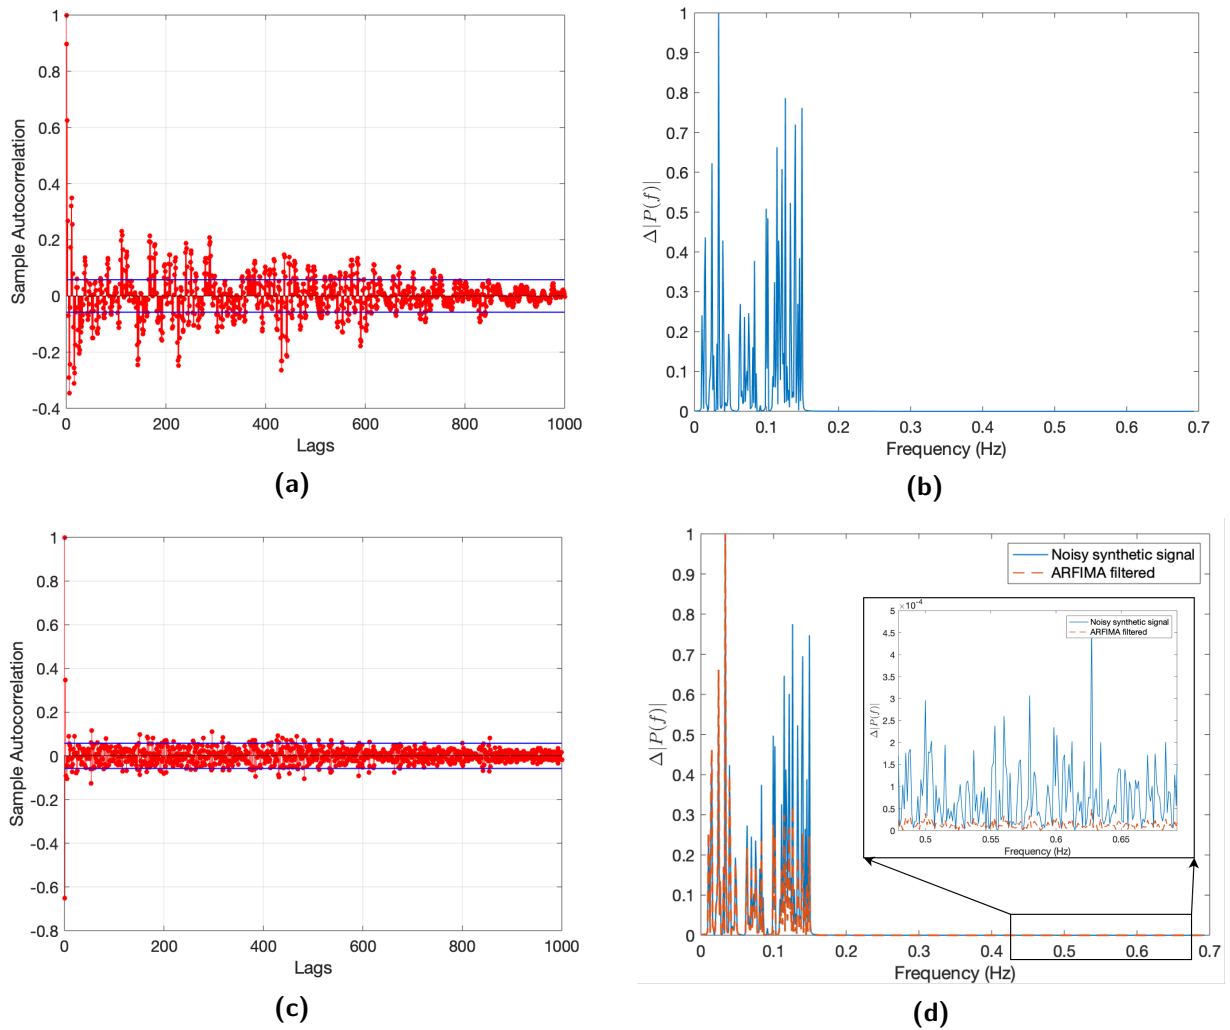 1
0.8
0.6
0.4
0.2
0
-0.2
-0.4
Sample Autocorrelation
0 200 400 600 800 1000
Lags
(a)
1
0.9
0.8
0.7
0.6
0.5
0.4
0.3
0.2
0.1
0
Δ|P(f)|
0 0.1 0.2 0.3 0.4 0.5 0.6 0.7
Frequency (Hz)
(b)
1
0.8
0.6
0.4
0.2
0
-0.2
-0.4
-0.6
-0.8
Sample Autocorrelation
0 200 400 600 800 1000
Lags
(c)
1
0.9
0.8
0.7
0.6
0.5
0.4
0.3
0.2
0.1
0
Δ|P(f)|
Noisy synthetic signal
ARFIMA filtered
×10⁻⁴
5
4.5
4
3.5
3
2.5
2
1.5
1
0.5
0
Δ|P(f)|
Noisy synthetic signal
ARFIMA filtered
0.5 0.55 0.6 0.65
Frequency (Hz)
0 0.1 0.2 0.3 0.4 0.5 0.6 0.7
Frequency (Hz)
(d)